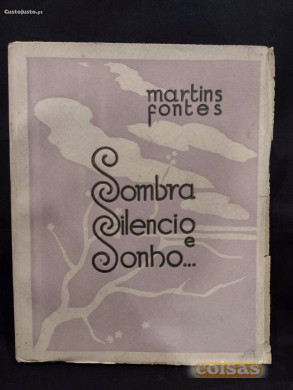 CustoJusto.pt
martins
fontes
Sombra
Silencio
e
Sonho...
coisas